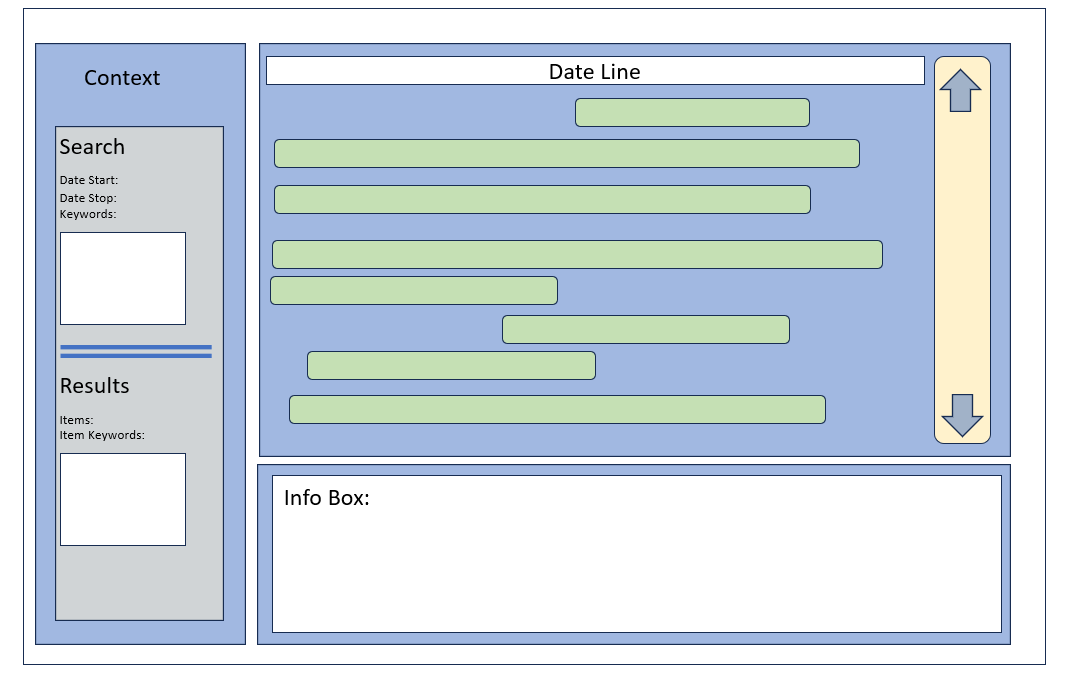 Context
Search
Date Start:
Date Stop:
Keywords:
Results
Items:
Item Keywords:
Date Line
Info Box: